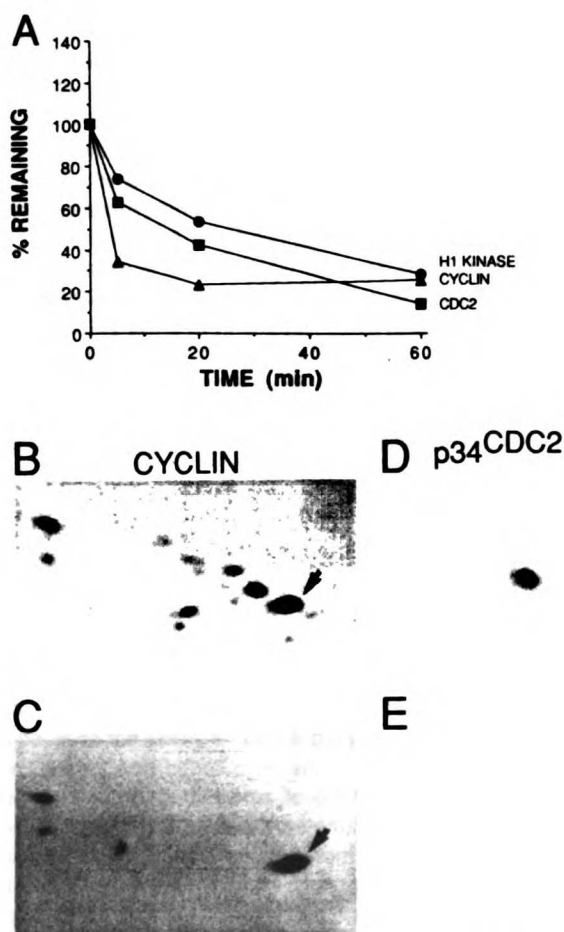 A
140
120
100
80
60
40
20
0
% REMAINING
0 20 40 60
TIME (min)
H1 KINASE
CYCLIN
CDC2
B CYCLIN
D p34CDC2
C
E